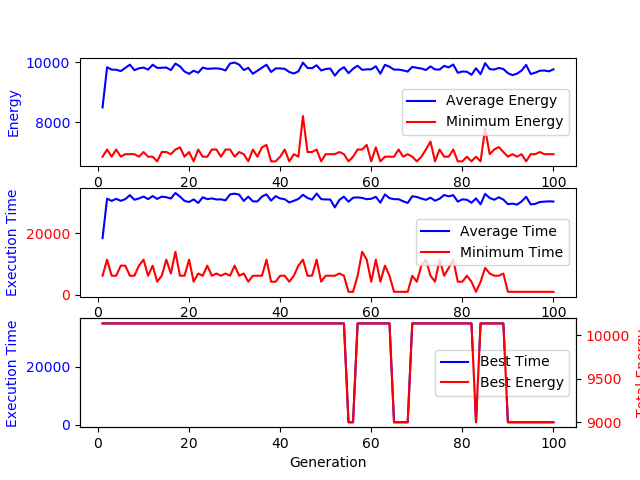 10000
8000
Energy
Average Energy
Minimum Energy
0 20 40 60 80 100
20000
0
Execution Time
Average Time
Minimum Time
0 20 40 60 80 100
20000
0
Execution Time
Best Time
Best Energy
10000
9500
9000
Total Energy
0 20 40 60 80 100
Generation